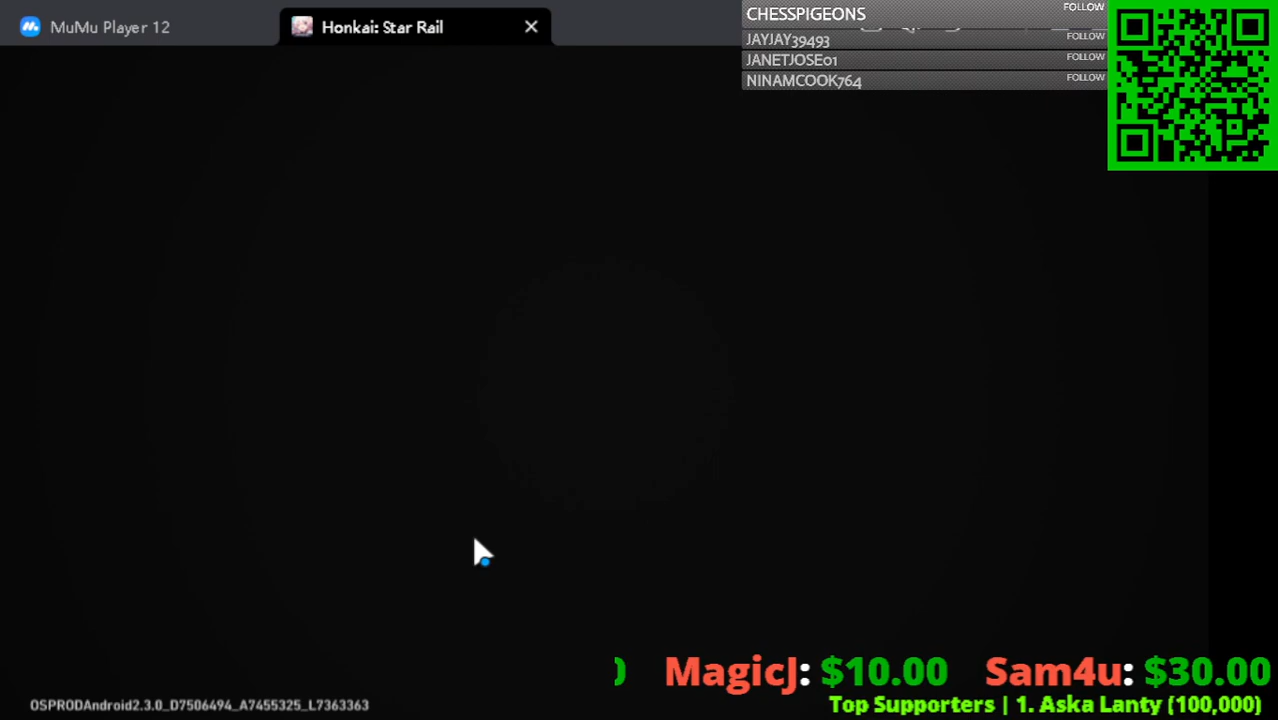 MuMu Player 12
Honkai: Star Rail
CHESSPIGEONS FOLLOW
JAYJAY39493 FOLLOW
JANETJOSE01 FOLLOW
NINAMCOOK764 FOLLOW
MagicJ: $10.00 Sam4u: $30.00
Top Supporters | 1. Aska Lanty (100,000)
OSPRODAndroid2.3.0_D7506494_A7455325_L7363363